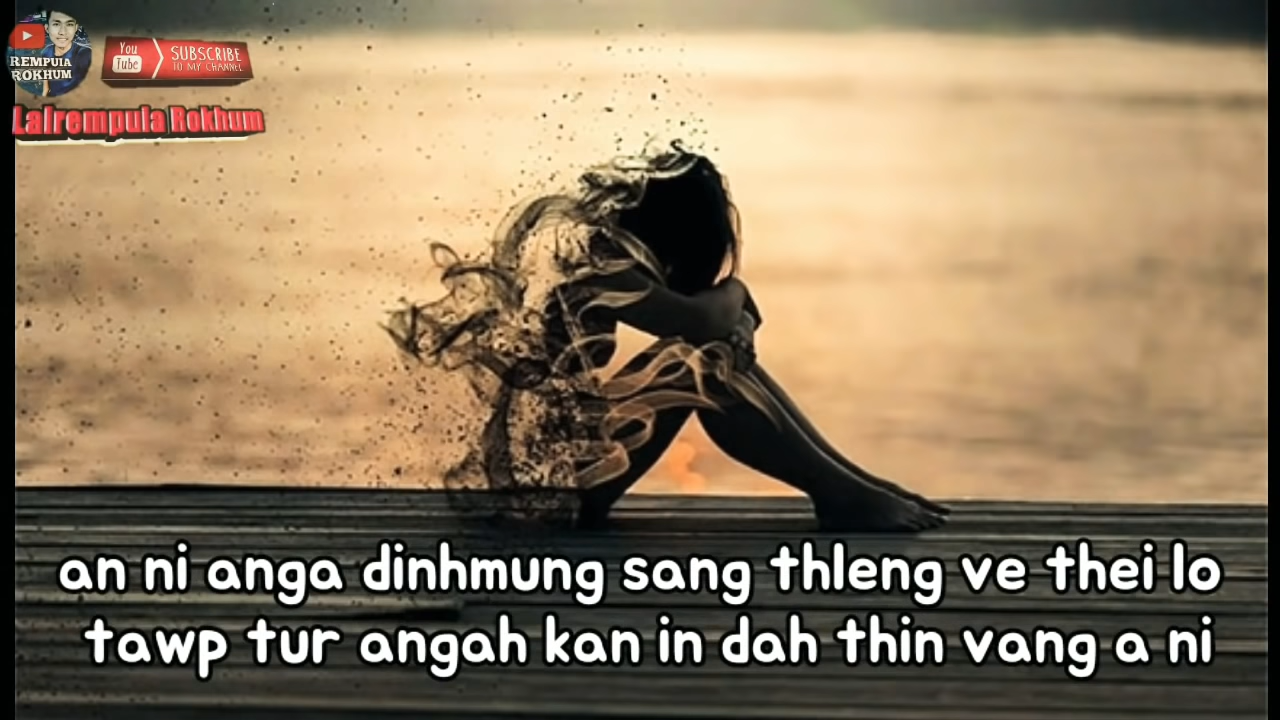 REMPUIA
ROKHUM
You
Tube
SUBSCRIBE
TO MY CHANNEL
Lalrempuia Rokhum
an ni anga dinhmung sang thleng ve thei lo
tawp tur angah kan in dah thin vang a ni